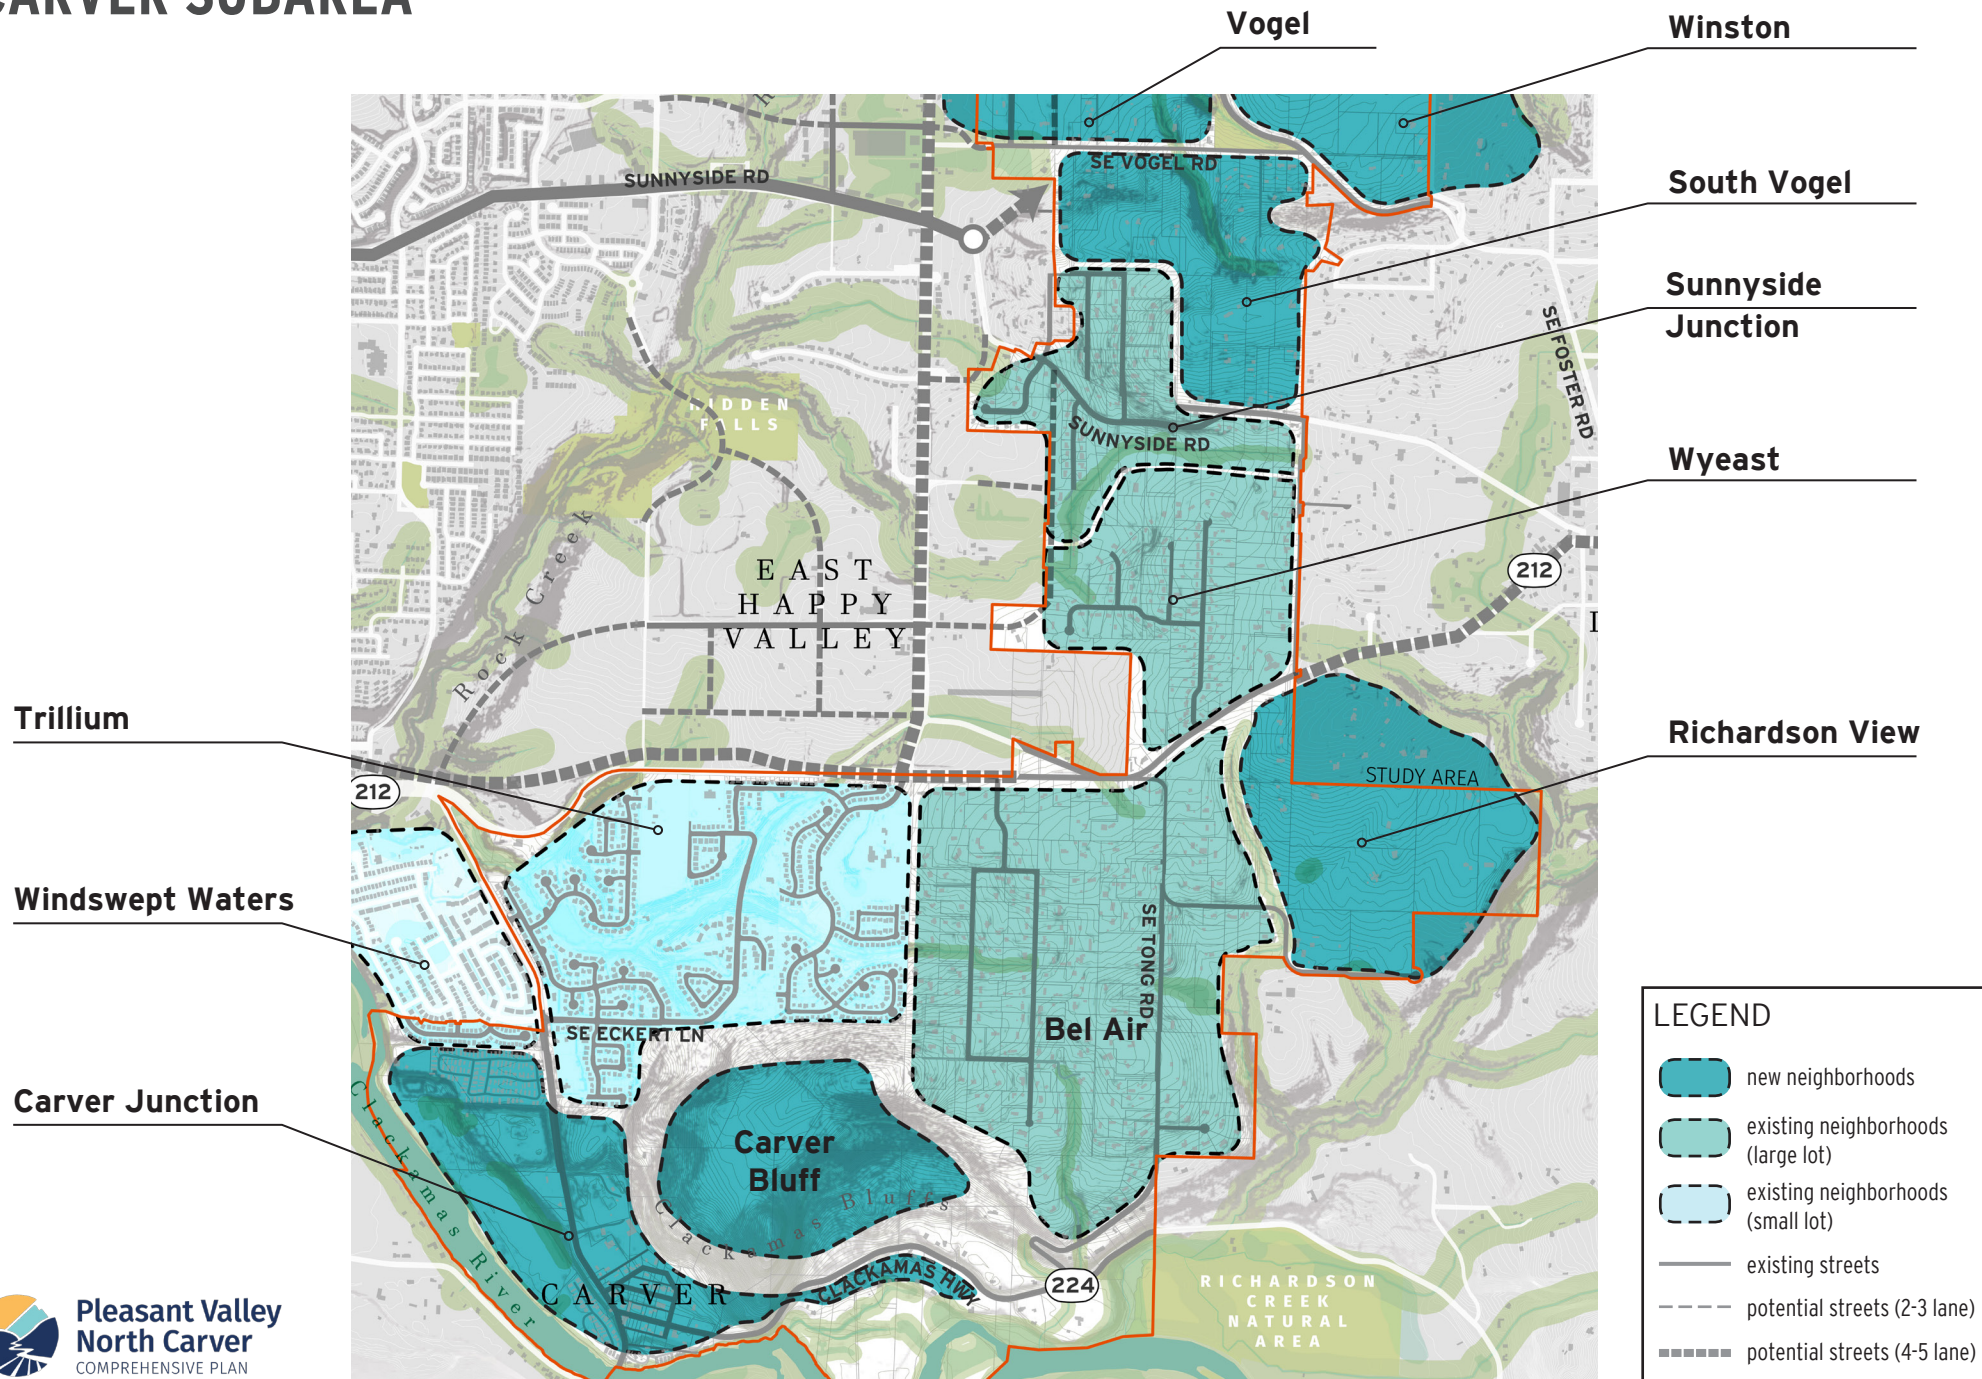 CARVER SUBAREA
Vogel
Winston
South Vogel
Sunnyside
Junction
Wyeast
Richardson View
Trillium
Windswept Waters
Carver Junction
SUNNYSIDE RD
SE VOGEL RD
SE FOSTER RD
HIDDEN
FALLS
SUNNYSIDE RD
Rock Creek
EAST
HAPPY
VALLEY
212
212
STUDY AREA
SE TONG RD
SE ECKERT LN
Bel Air
Carver
Bluff
Clackamas Bluffs
Clackamas River
CARVER
CLACKAMAS HWY
224
RICHARDSON
CREEK
NATURAL
AREA
LEGEND
new neighborhoods
existing neighborhoods
(large lot)
existing neighborhoods
(small lot)
existing streets
potential streets (2-3 lane)
potential streets (4-5 lane)
Pleasant Valley
North Carver
COMPREHENSIVE PLAN